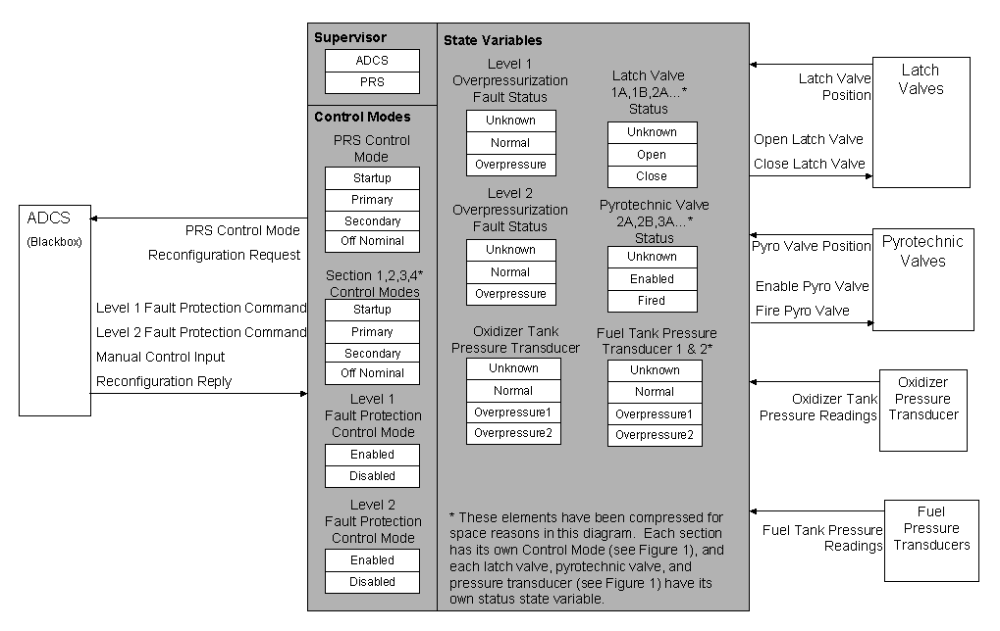 ADCS
(Blackbox)
PRS Control Mode
Reconfiguration Request
Level 1 Fault Protection Command
Level 2 Fault Protection Command
Manual Control Input
Reconfiguration Reply
Supervisor
ADCS
PRS
Control Modes
PRS Control
Mode
Startup
Primary
Secondary
Off Nominal
Section 1,2,3,4*
Control Modes
Startup
Primary
Secondary
Off Nominal
Level 1
Fault Protection
Control Mode
Enabled
Disabled
Level 2
Fault Protection
Control Mode
Enabled
Disabled
State Variables
Level 1
Overpressurization
Fault Status
Unknown
Normal
Overpressure
Level 2
Overpressurization
Fault Status
Unknown
Normal
Overpressure
Oxidizer Tank
Pressure Transducer
Unknown
Normal
Overpressure1
Overpressure2
Latch Valve
1A,1B,2A...*
Status
Unknown
Open
Close
Pyrotechnic Valve
2A,2B,3A...*
Status
Unknown
Enabled
Fired
Fuel Tank Pressure
Transducer 1 & 2*
Unknown
Normal
Overpressure1
Overpressure2
* These elements have been compressed for
space reasons in this diagram.  Each section
has its own Control Mode (see Figure 1), and
each latch valve, pyrotechnic valve, and
pressure transducer (see Figure 1) have its
own status state variable.
Latch Valve
Position
Open Latch Valve
Close Latch Valve
Latch
Valves
Pyro Valve Position
Enable Pyro Valve
Fire Pyro Valve
Pyrotechnic
Valves
Oxidizer Tank
Pressure Readings
Oxidizer
Pressure
Transducer
Fuel Tank Pressure
Readings
Fuel
Pressure
Transducers